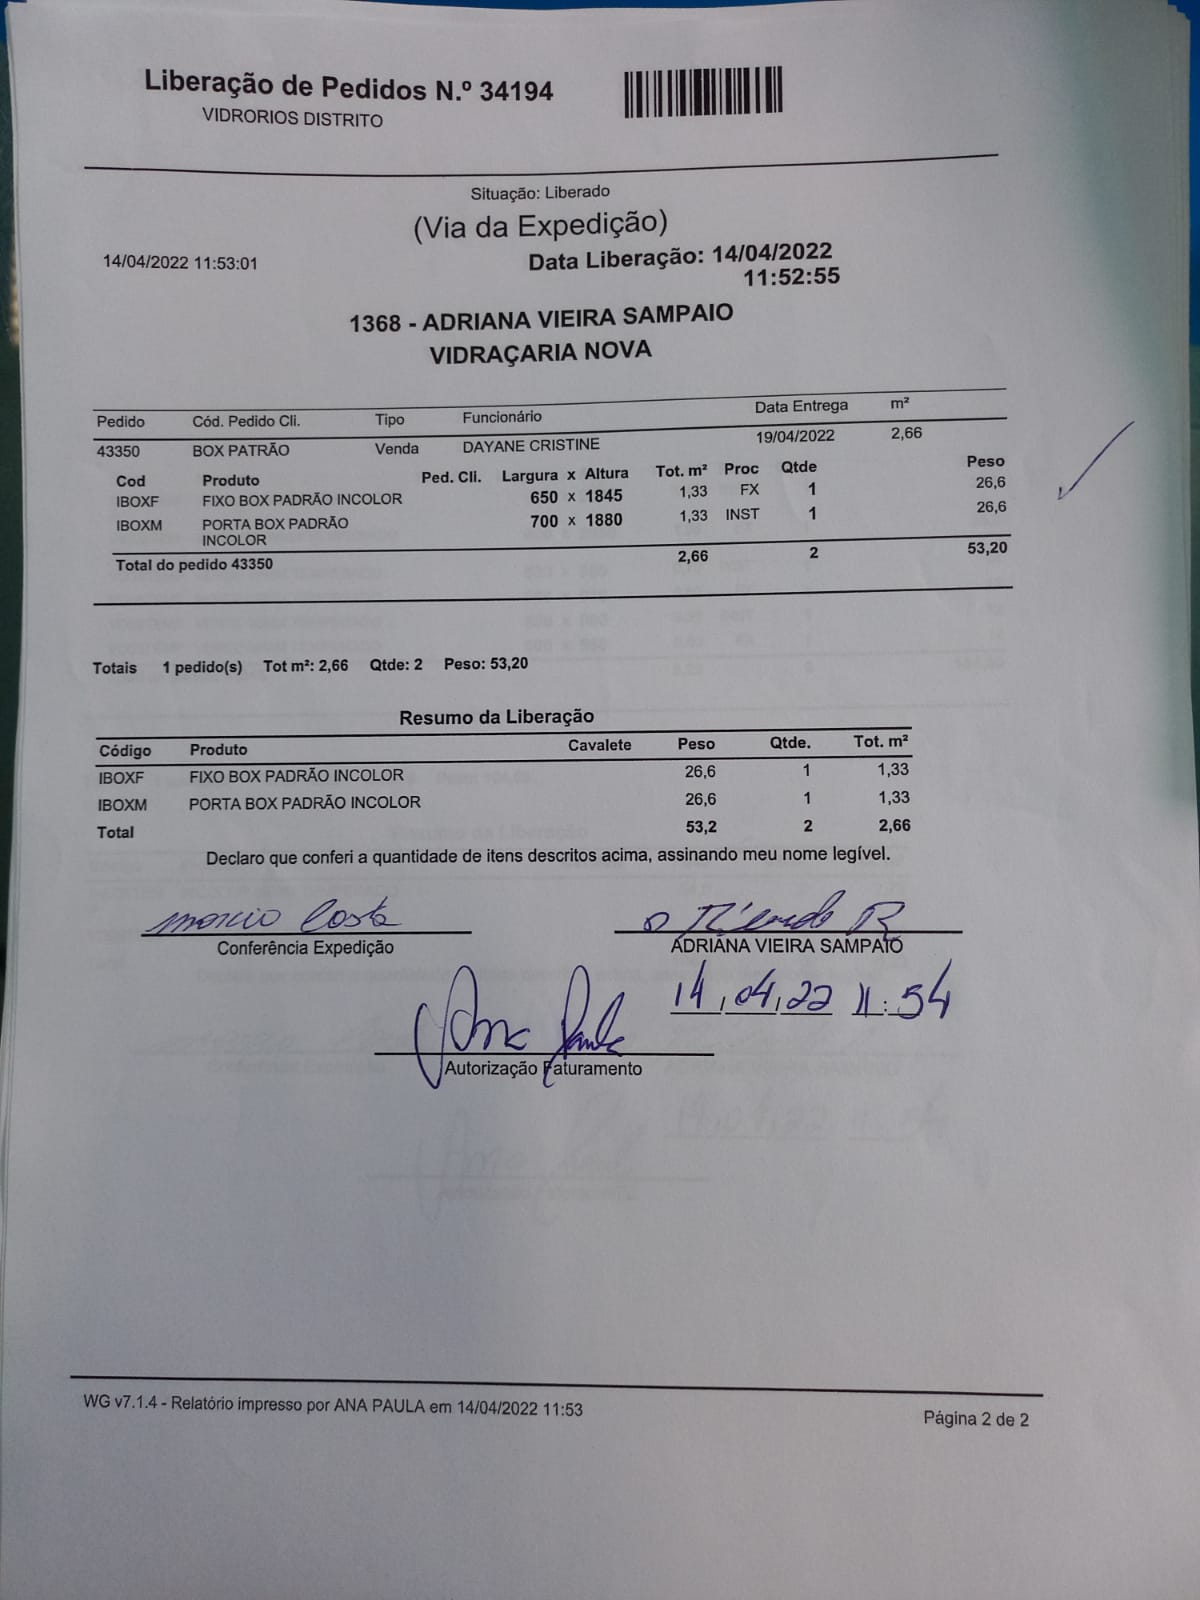 Liberação de Pedidos N.º 34194
VIDRORIOS DISTRITO
Situação: Liberado
(Via da Expedição)
14/04/2022 11:53:01
Data Liberação: 14/04/2022
11:52:55
1368 - ADRIANA VIEIRA SAMPAIO
VIDRAÇARIA NOVA
Pedido Cód. Pedido Cli. Tipo Funcionário Data Entrega m²
43350 BOX PATRÃO Venda DAYANE CRISTINE 19/04/2022 2,66
Cod Produto Ped. Cli. Largura x Altura Tot. m² Proc Qtde Peso
IBOXF FIXO BOX PADRÃO INCOLOR 650 x 1845 1,33 FX 1 26,6
IBOXM PORTA BOX PADRÃO 700 x 1880 1,33 INST 1 26,6
INCOLOR
Total do pedido 43350 2,66 2 53,20
Totais 1 pedido(s) Tot m²: 2,66 Qtde: 2 Peso: 53,20
Resumo da Liberação
Código Produto Cavalete Peso Qtde. Tot. m²
IBOXF FIXO BOX PADRÃO INCOLOR 26,6 1 1,33
IBOXM PORTA BOX PADRÃO INCOLOR 26,6 1 1,33
Total 53,2 2 2,66
Declaro que conferi a quantidade de itens descritos acima, assinando meu nome legível.
marcio Costa
Conferência Expedição
ADRIANA VIEIRA SAMPAIO
14,04,22 11:54
Ana Paula
Autorização Faturamento
WG v7.1.4 - Relatório impresso por ANA PAULA em 14/04/2022 11:53
Página 2 de 2